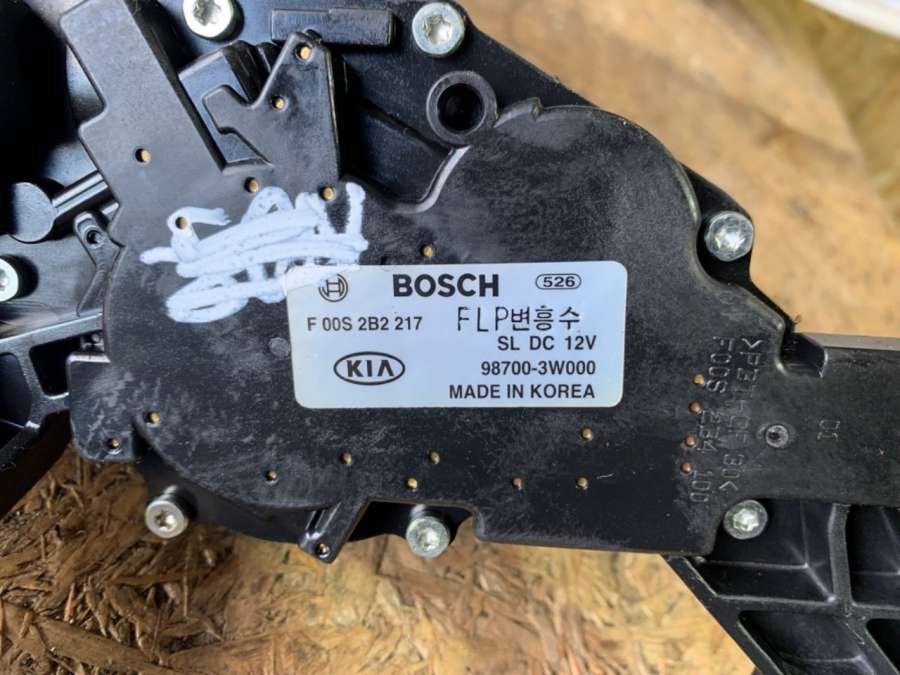 BOSCH 526
F 00S 2B2 217 FLP변흥수
SL DC 12V
KIA 98700-3W000
MADE IN KOREA